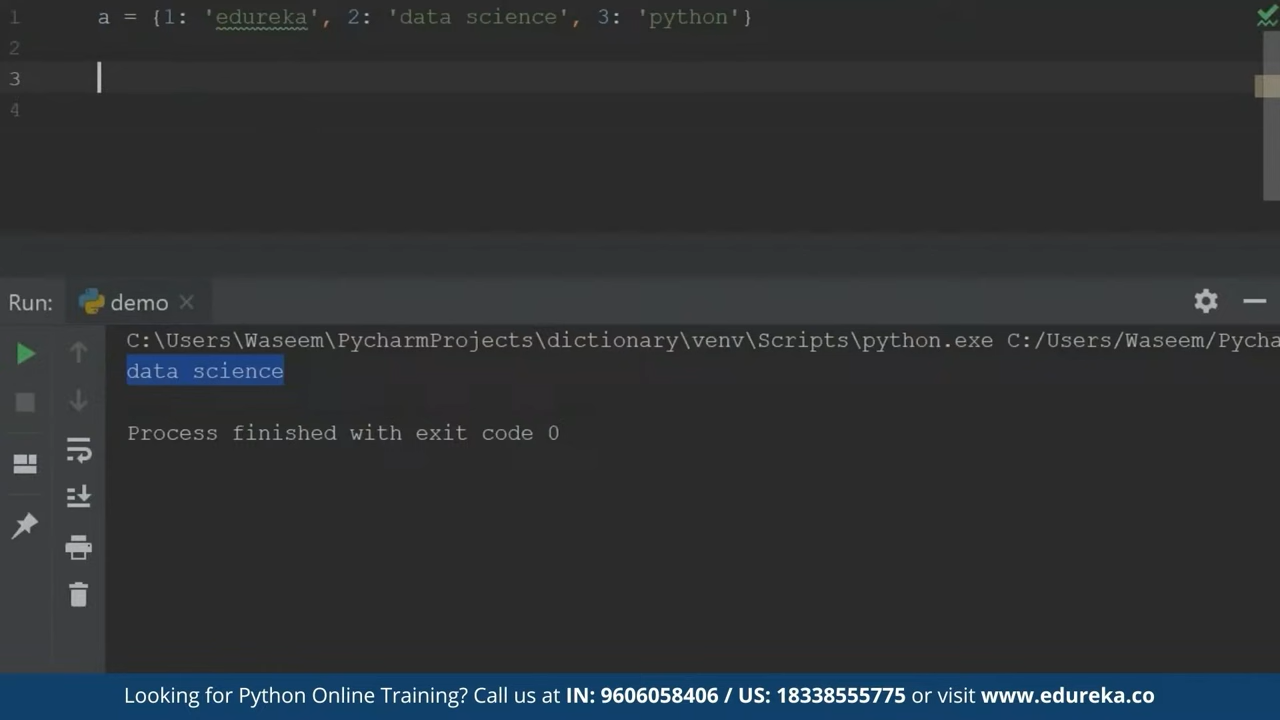 1 a = {1: 'edureka', 2: 'data science', 3: 'python'}
2
3
4
Run: demo
C:\Users\Waseem\PycharmProjects\dictionary\venv\Scripts\python.exe C:/Users/Waseem/Pycha
data science
Process finished with exit code 0
Looking for Python Online Training? Call us at IN: 9606058406 / US: 18338555775 or visit www.edureka.co